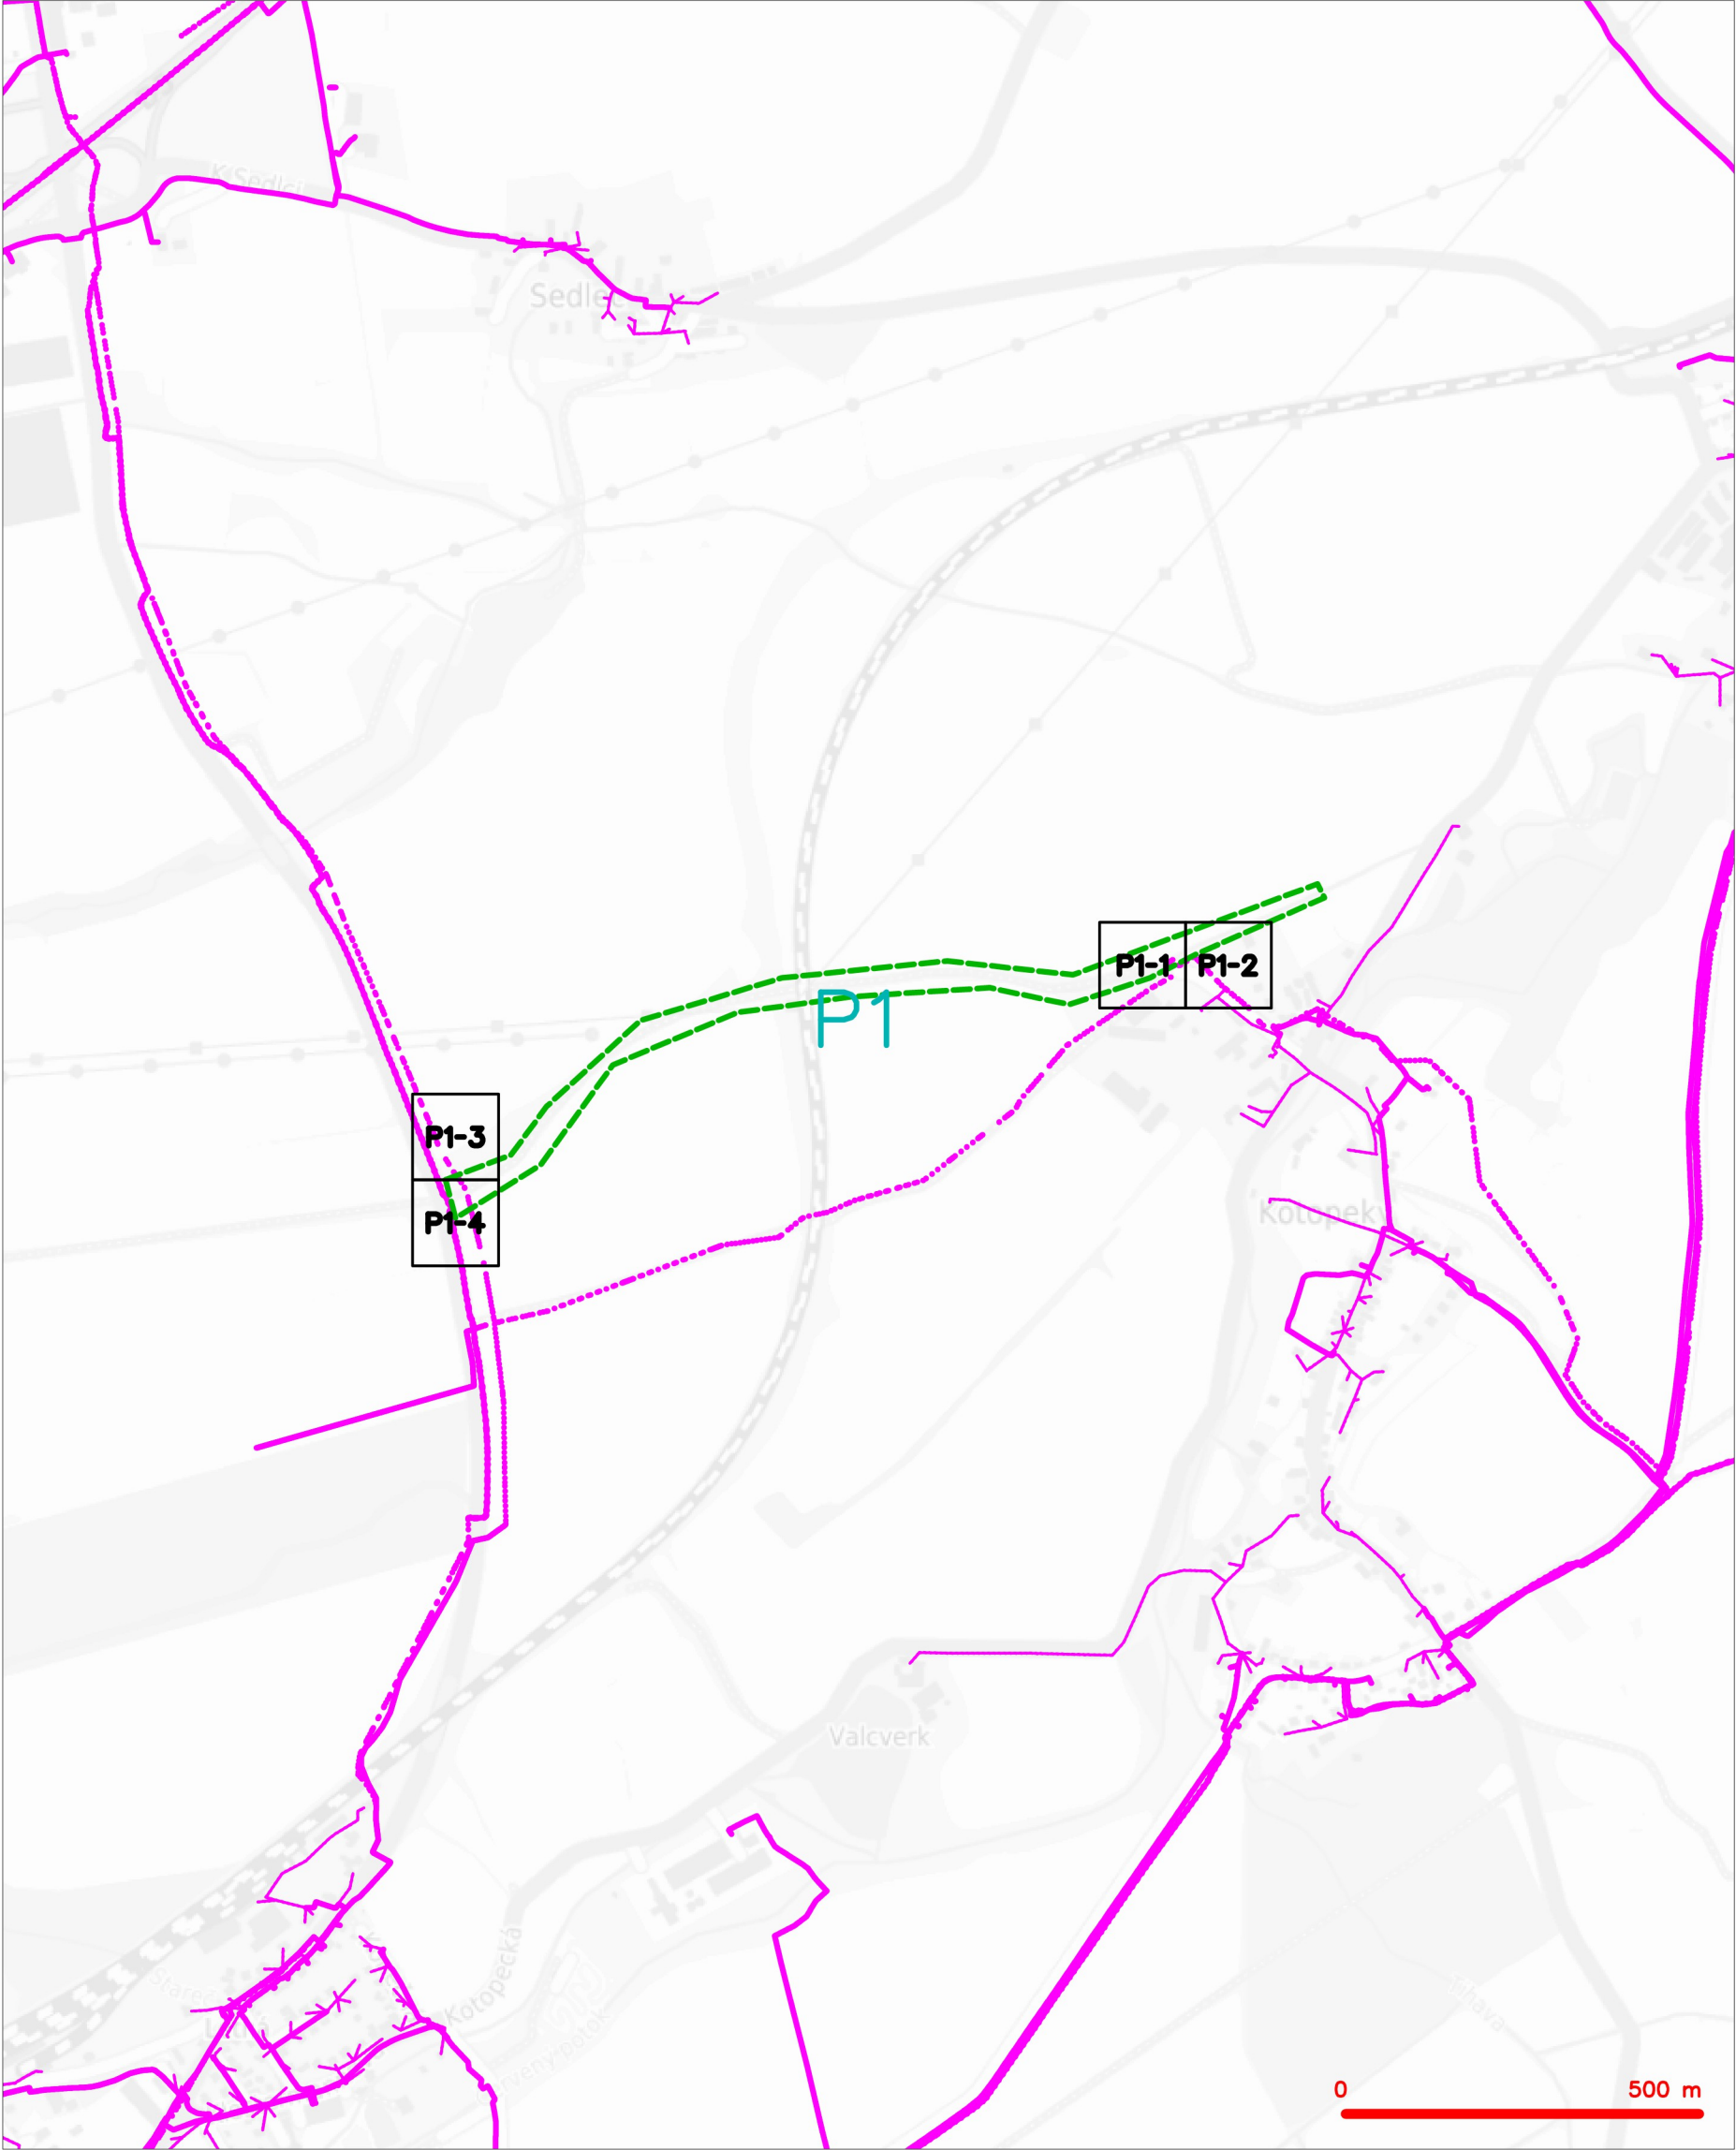 K Sedlci
Sedlec
P1-1
P1-2
P1
P1-3
P1-4
Kotopeky
Valcverk
Kotopecká
0
500 m